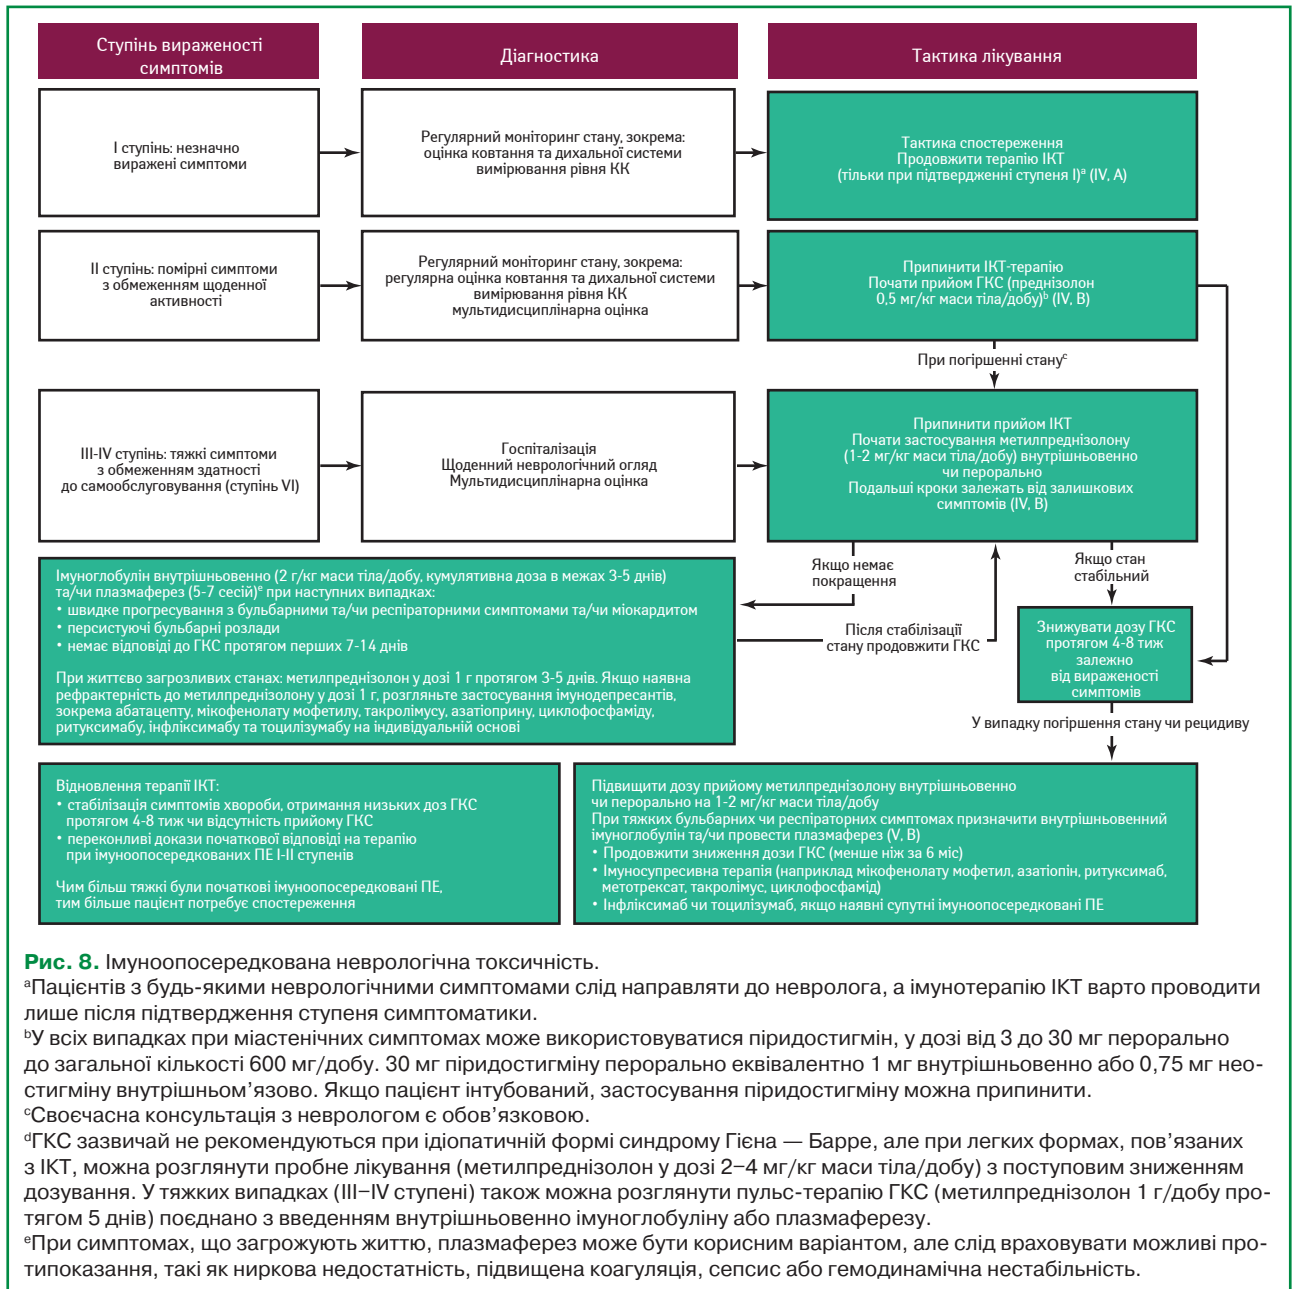 Ступінь вираженості
симптомів
Діагностика
Тактика лікування
I ступінь: незначно
виражені симптоми
Регулярний моніторинг стану, зокрема:
оцінка ковтання та дихальної системи
вимірювання рівня КК
Тактика спостереження
Продовжити терапію ІКТ
(тільки при підтвердженні ступеня I)ᵃ (IV, A)
II ступінь: помірні симптоми
з обмеженням щоденної
активності
Регулярний моніторинг стану, зокрема:
регулярна оцінка ковтання та дихальної системи
вимірювання рівня КК
мультидисциплінарна оцінка
Припинити ІКТ-терапію
Почати прийом ГКС (преднізолон
0,5 мг/кг маси тіла/добу)ᵇ (IV, B)
При погіршенні стануᶜ
III-IV ступінь: тяжкі симптоми
з обмеженням здатності
до самообслуговування (ступінь VI)
Госпіталізація
Щоденний неврологічний огляд
Мультидисциплінарна оцінка
Припинити прийом ІКТ
Почати застосування метилпреднізолону
(1-2 мг/кг маси тіла/добу) внутрішньовенно
чи перорально
Подальші кроки залежать від залишкових
симптомів (IV, B)
Якщо немає
покращення
Якщо стан
стабільний
Імуноглобулін внутрішньовенно (2 г/кг маси тіла/добу, кумулятивна доза в межах 3-5 днів)
та/чи плазмаферез (5-7 сесій)ᵉ при наступних випадках:
• швидке прогресування з бульбарними та/чи респіраторними симптомами та/чи міокардитом
• персистуючі бульбарні розлади
• немає відповіді до ГКС протягом перших 7-14 днів
При життєво загрозливих станах: метилпреднізолон у дозі 1 г протягом 3-5 днів. Якщо наявна
рефрактерність до метилпреднізолону у дозі 1 г, розгляньте застосування імунодепресантів,
зокрема абатацепту, мікофенолату мофетилу, такролімусу, азатіоприну, циклофосфаміду,
ритуксимабу, інфліксимабу та тоцилізумабу на індивідуальній основі
Після стабілізації
стану продовжити ГКС
Знижувати дозу ГКС
протягом 4-8 тиж
залежно
від вираженості
симптомів
У випадку погіршення стану чи рецидиву
Відновлення терапії ІКТ:
• стабілізація симптомів хвороби, отримання низьких доз ГКС
протягом 4-8 тиж чи відсутність прийому ГКС
• переконливі докази початкової відповіді на терапію
при імуноопосередкованих ПЕ I-II ступенів
Чим більш тяжкі були початкові імуноопосередковані ПЕ,
тим більше пацієнт потребує спостереження
Підвищити дозу прийому метилпреднізолону внутрішньовенно
чи перорально на 1-2 мг/кг маси тіла/добу
При тяжких бульбарних чи респіраторних симптомах призначити внутрішньовенний
імуноглобулін та/чи провести плазмаферез (V, B)
• Продовжити зниження дози ГКС (менше ніж за 6 міс)
• Імуносупресивна терапія (наприклад мікофенолату мофетил, азатіопін, ритуксимаб,
метотрексат, такролімус, циклофосфамід)
• Інфліксимаб чи тоцилізумаб, якщо наявні супутні імуноопосередковані ПЕ
Рис. 8. Імуноопосередкована неврологічна токсичність.
ᵃПацієнтів з будь-якими неврологічними симптомами слід направляти до невролога, а імунотерапію ІКТ варто проводити
лише після підтвердження ступеня симптоматики.
ᵇУ всіх випадках при міастенічних симптомах може використовуватися піридостигмін, у дозі від 3 до 30 мг перорально
до загальної кількості 600 мг/добу. 30 мг піридостигміну перорально еквівалентно 1 мг внутрішньовенно або 0,75 мг нео-
стигміну внутрішньом’язово. Якщо пацієнт інтубований, застосування піридостигміну можна припинити.
ᶜСвоєчасна консультація з неврологом є обов’язковою.
ᵈГКС зазвичай не рекомендуються при ідіопатичній формі синдрому Гієна — Барре, але при легких формах, пов’язаних
з ІКТ, можна розглянути пробне лікування (метилпреднізолон у дозі 2–4 мг/кг маси тіла/добу) з поступовим зниженням
дозування. У тяжких випадках (III–IV ступені) також можна розглянути пульс-терапію ГКС (метилпреднізолон 1 г/добу про-
тягом 5 днів) поєднано з введенням внутрішньовенно імуноглобуліну або плазмаферезу.
ᵉПри симптомах, що загрожують життю, плазмаферез може бути корисним варіантом, але слід враховувати можливі про-
типоказання, такі як ниркова недостатність, підвищена коагуляція, сепсис або гемодинамічна нестабільність.